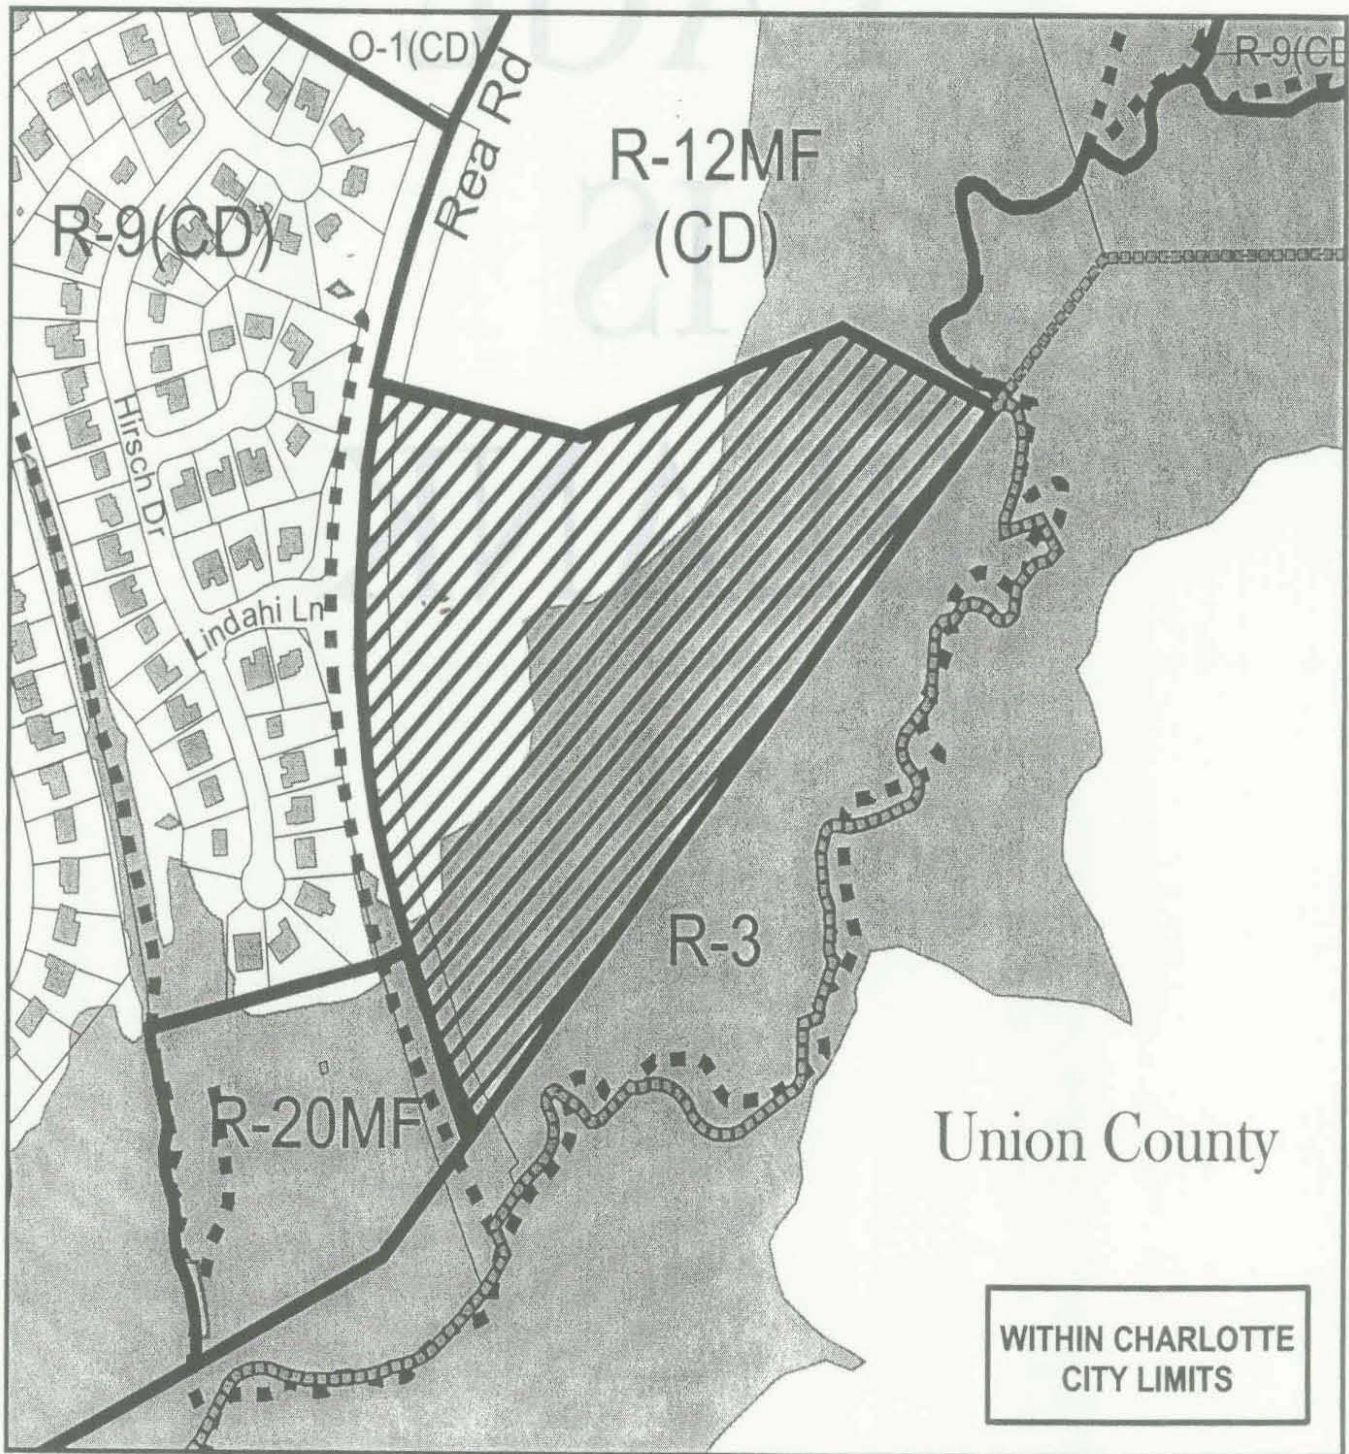 O-1(CD)
R-9(CD
Rea Rd
R-12MF
(CD)
R-9(CD)
Hirsch Dr
Lindahi Ln
R-3
R-20MF
Union County
WITHIN CHARLOTTE
CITY LIMITS